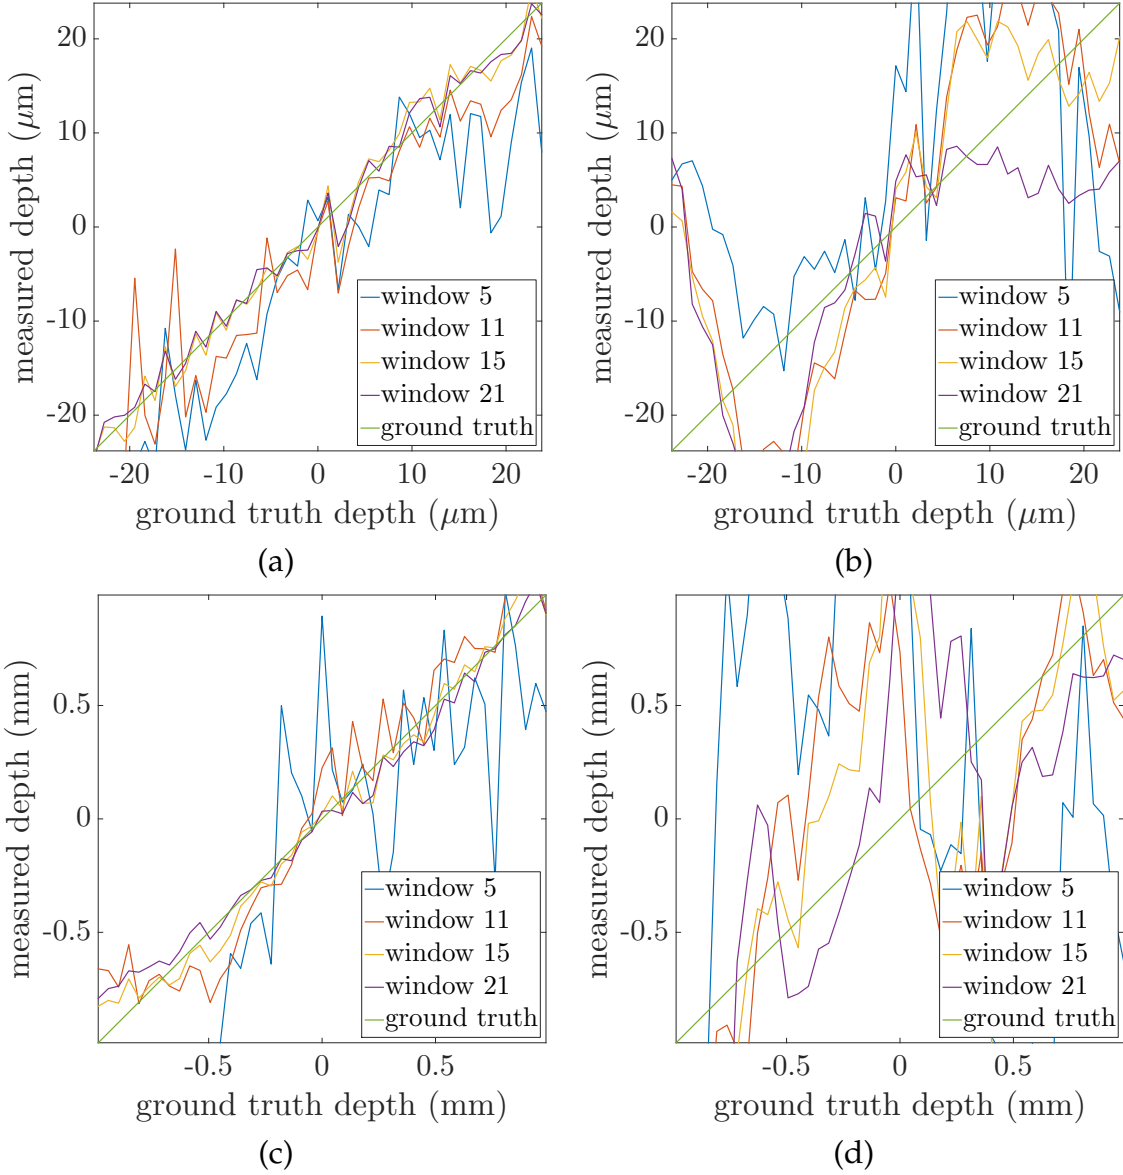 measured depth (μm)
20
10
0
-10
-20
window 5
window 11
window 15
window 21
ground truth
-20
-10
0
10
20
ground truth depth (μm)
(a)
measured depth (μm)
20
10
0
-10
-20
window 5
window 11
window 15
window 21
ground truth
-20
-10
0
10
20
ground truth depth (μm)
(b)
measured depth (mm)
0.5
0
-0.5
window 5
window 11
window 15
window 21
ground truth
-0.5
0
0.5
ground truth depth (mm)
(c)
measured depth (mm)
0.5
0
-0.5
window 5
window 11
window 15
window 21
ground truth
-0.5
0
0.5
ground truth depth (mm)
(d)